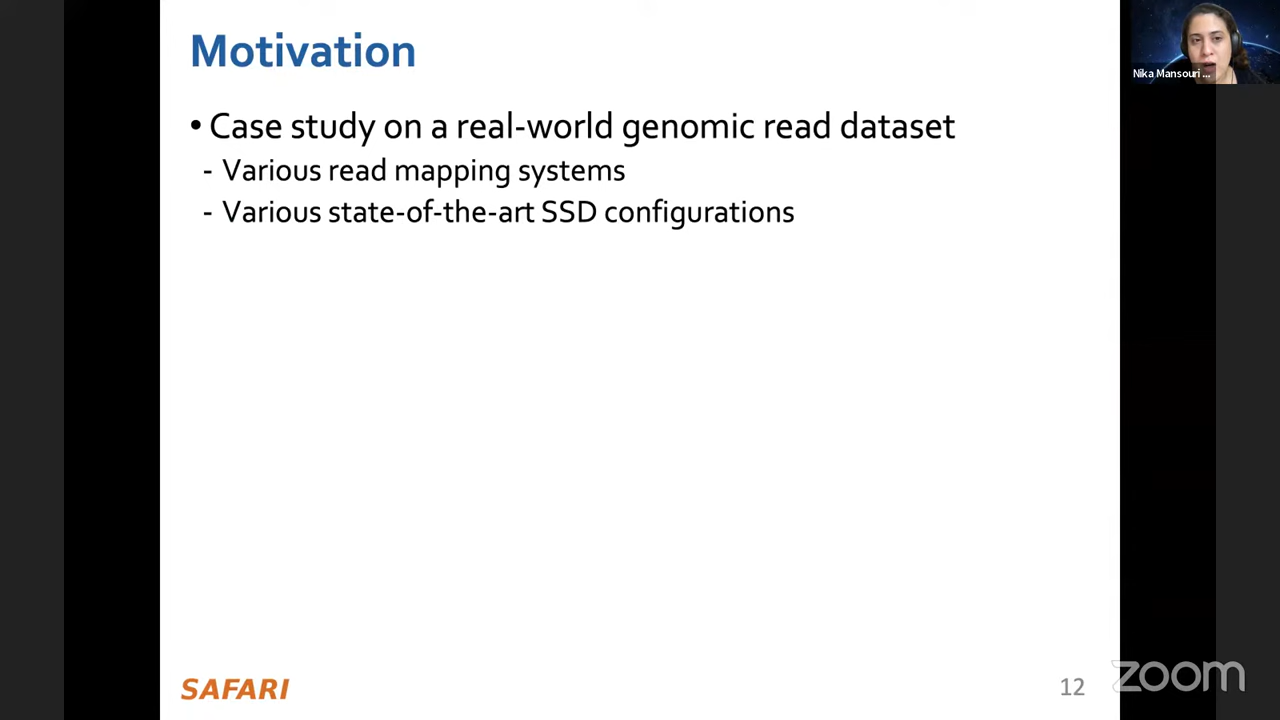 Motivation
• Case study on a real-world genomic read dataset
- Various read mapping systems
- Various state-of-the-art SSD configurations
Nika Mansouri ...
SAFARI
12
zoom